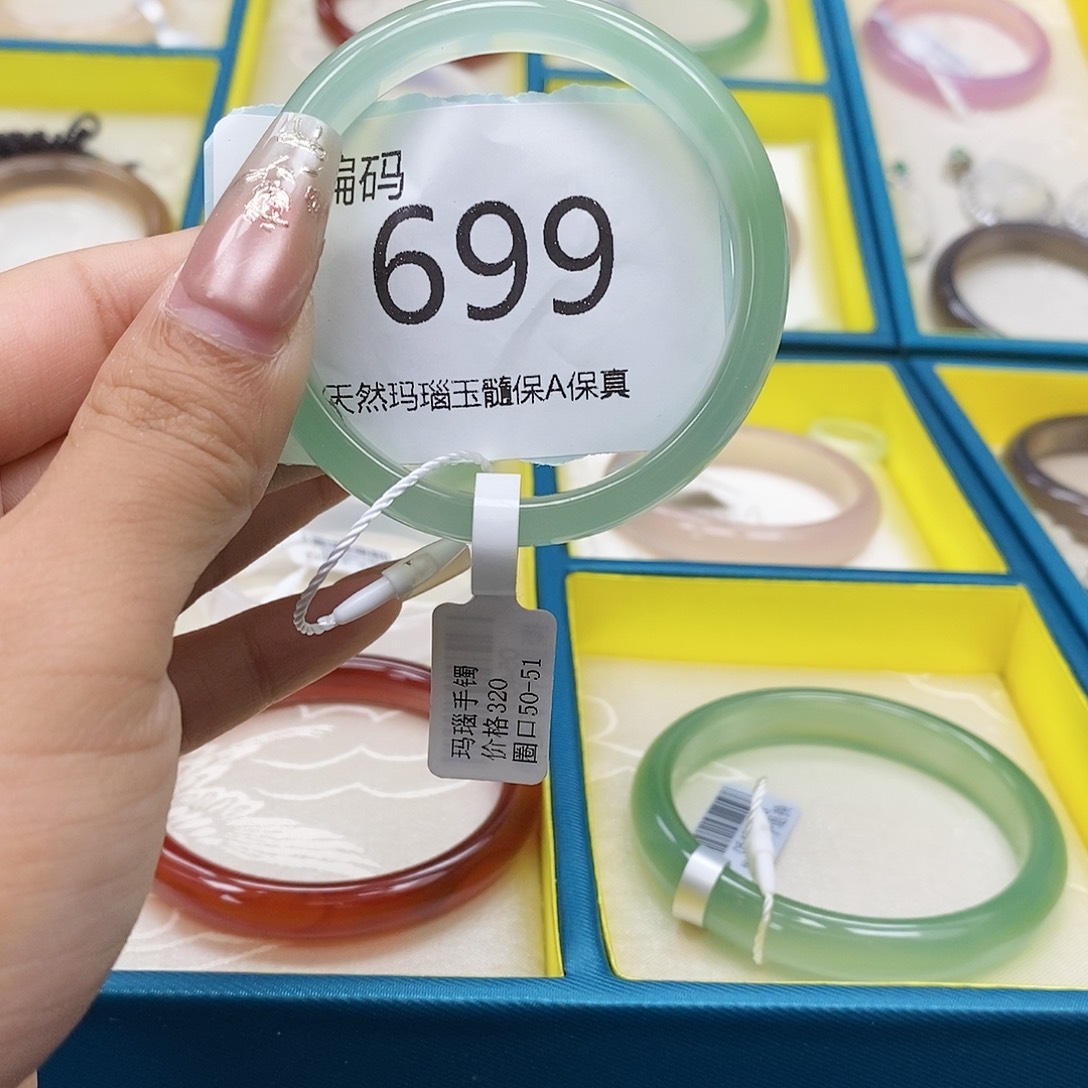 编码
699
天然玛瑙玉髓保A保真
玛瑙手镯
价格320
圈口50-51